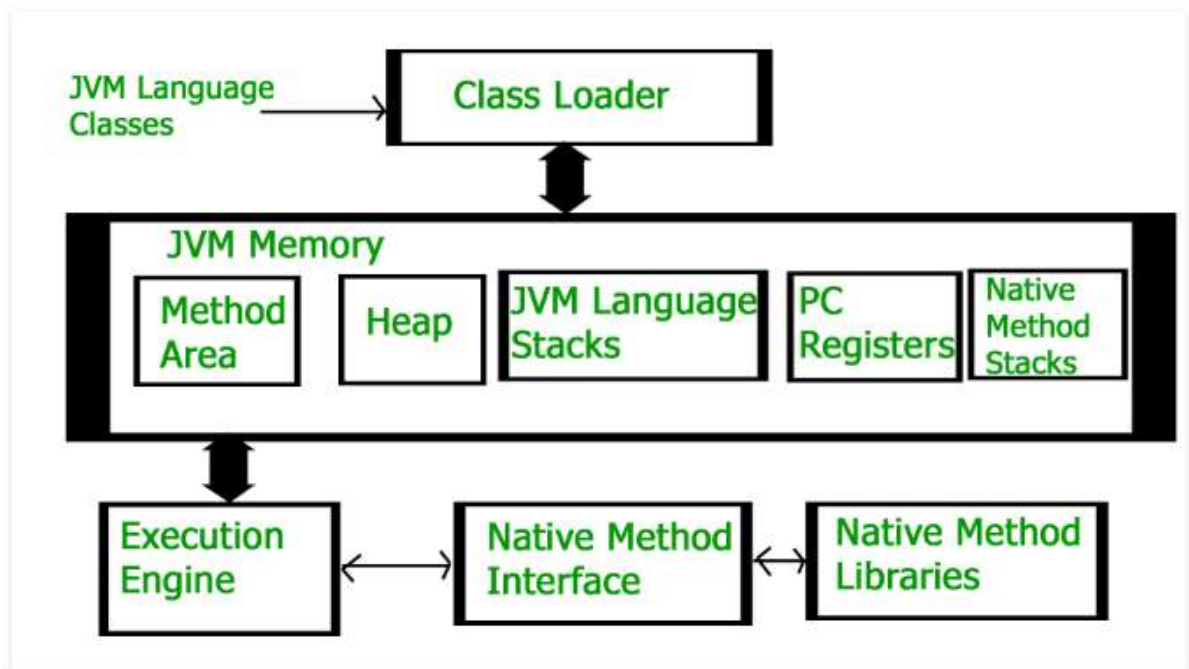 JVM Language
Classes
Class Loader
JVM Memory
Method
Area
Heap
JVM Language
Stacks
PC
Registers
Native
Method
Stacks
Execution
Engine
Native Method
Interface
Native Method
Libraries